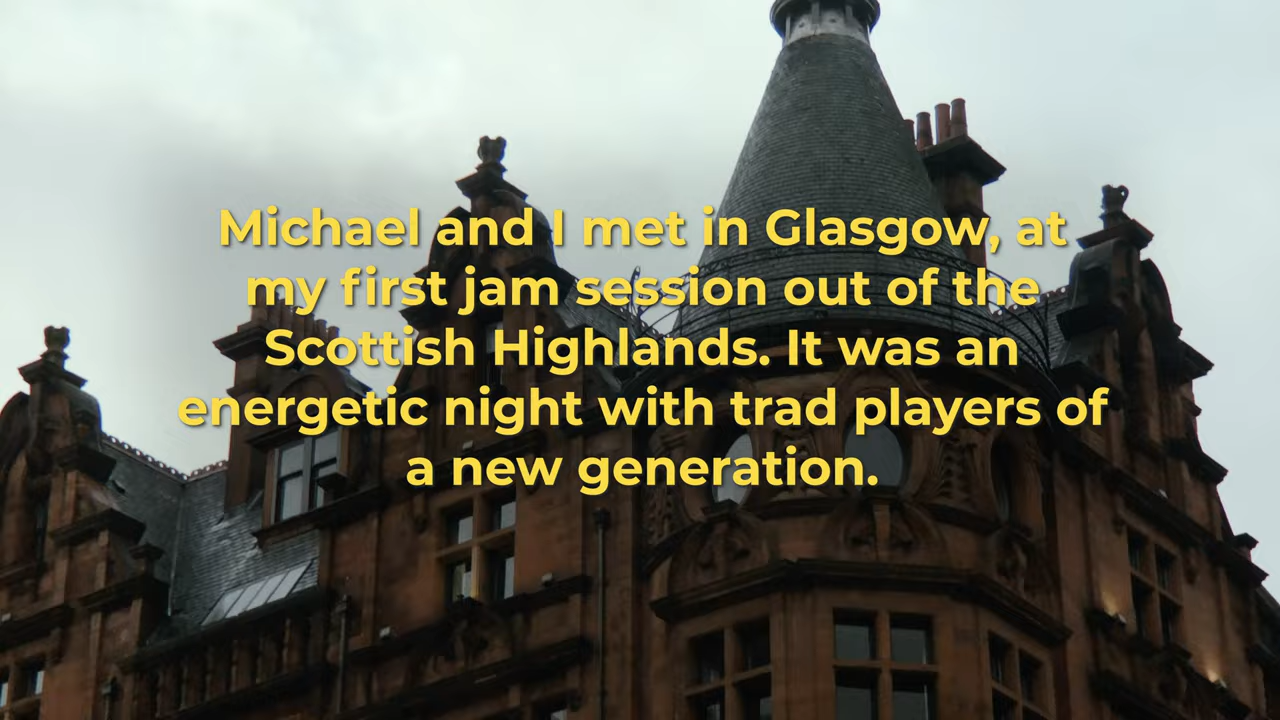 Michael and I met in Glasgow, at
my first jam session out of the
Scottish Highlands. It was an
energetic night with trad players of
a new generation.